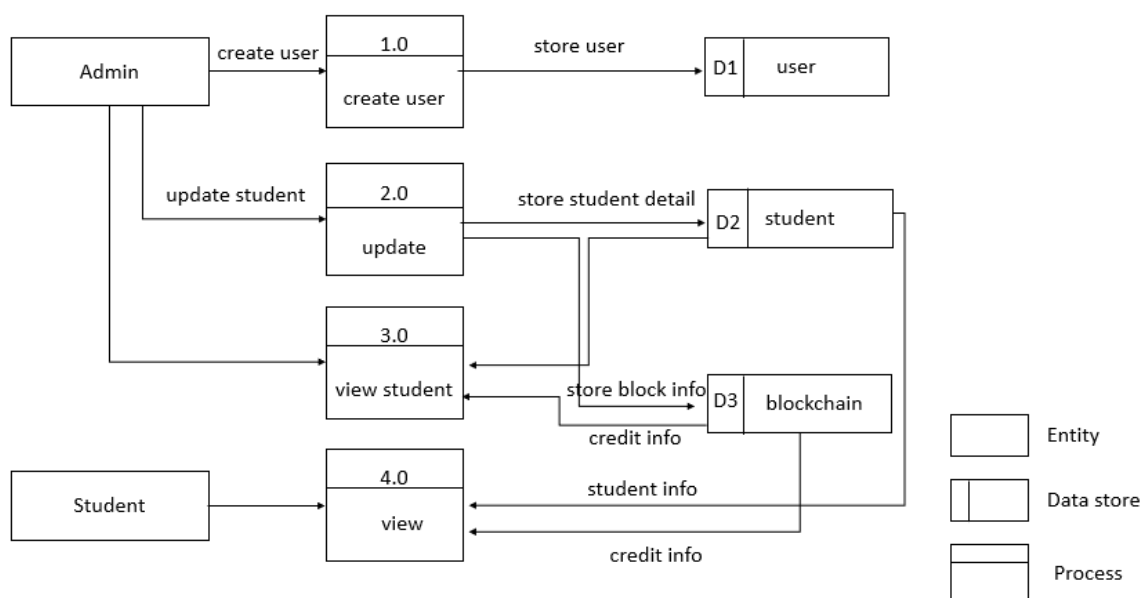 Admin
create user
1.0
create user
store user
D1
user
update student
2.0
update
store student detail
D2
student
3.0
view student
store block info
D3
blockchain
credit info
Student
4.0
view
student info
credit info
Entity
Data store
Process